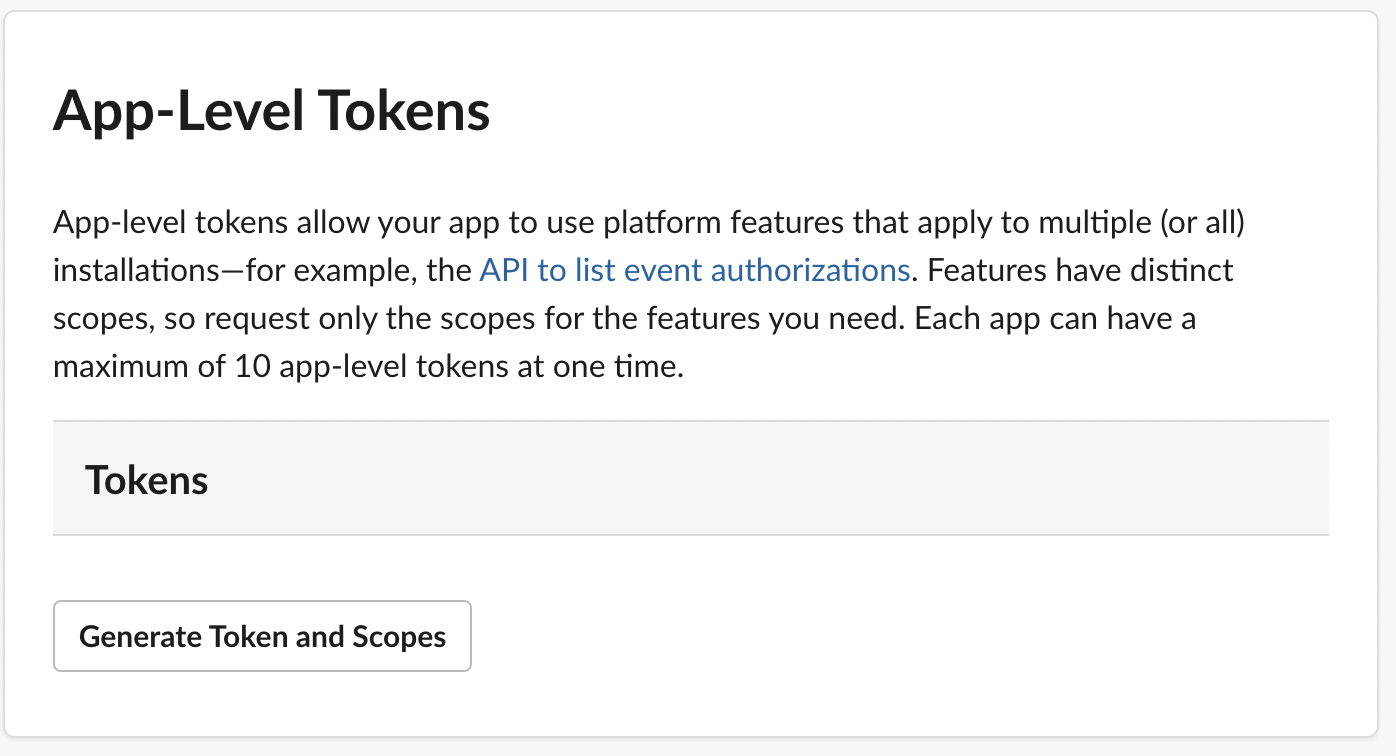 App-Level Tokens
App-level tokens allow your app to use platform features that apply to multiple (or all)
installations—for example, the API to list event authorizations. Features have distinct
scopes, so request only the scopes for the features you need. Each app can have a
maximum of 10 app-level tokens at one time.
Tokens
Generate Token and Scopes